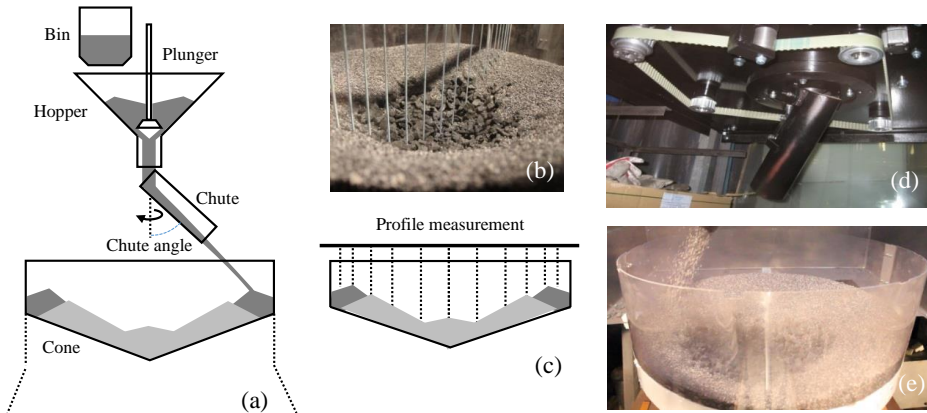 Bin
Plunger
Hopper
Chute
Chute angle
Cone
(a)
(b)
Profile measurement
(c)
(d)
(e)